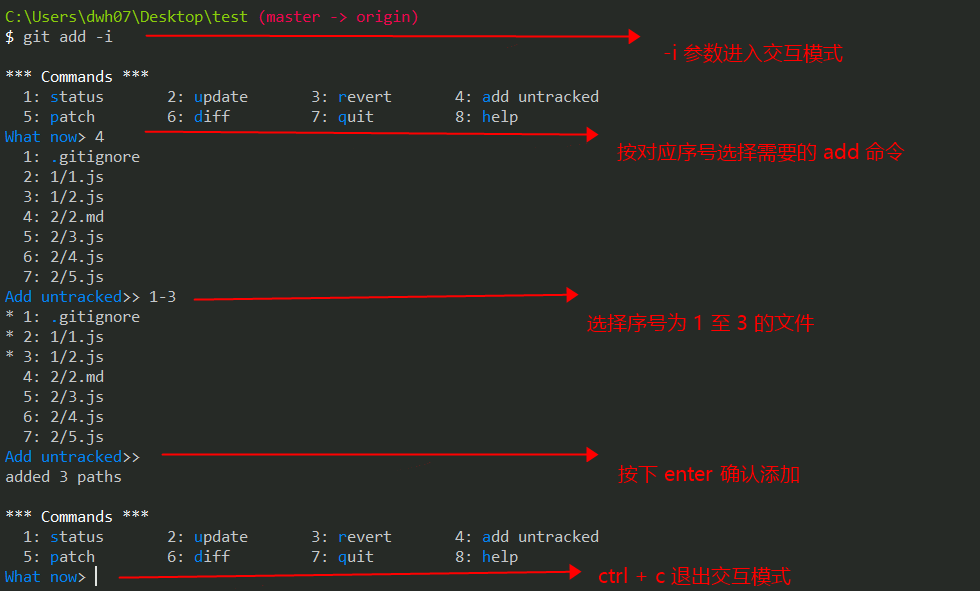 C:\Users\dwh07\Desktop\test (master -> origin)
$ git add -i
-i 参数进入交互模式
*** Commands ***
1: status 2: update 3: revert 4: add untracked
5: patch 6: diff 7: quit 8: help
What now> 4
按对应序号选择需要的 add 命令
1: .gitignore
2: 1/1.js
3: 1/2.js
4: 2/2.md
5: 2/3.js
6: 2/4.js
7: 2/5.js
Add untracked>> 1-3
选择序号为 1 至 3 的文件
* 1: .gitignore
* 2: 1/1.js
* 3: 1/2.js
4: 2/2.md
5: 2/3.js
6: 2/4.js
7: 2/5.js
Add untracked>>
按下 enter 确认添加
added 3 paths
*** Commands ***
1: status 2: update 3: revert 4: add untracked
5: patch 6: diff 7: quit 8: help
What now>
ctrl + c 退出交互模式